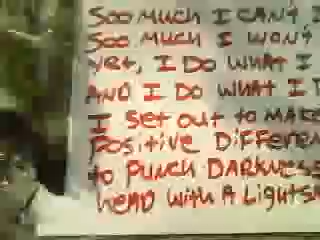 Soo much I can't, I
Soo much I won't
yet, I do what I
And I do what I
I set out to make
positive differen
to punch darkness
head with a lights